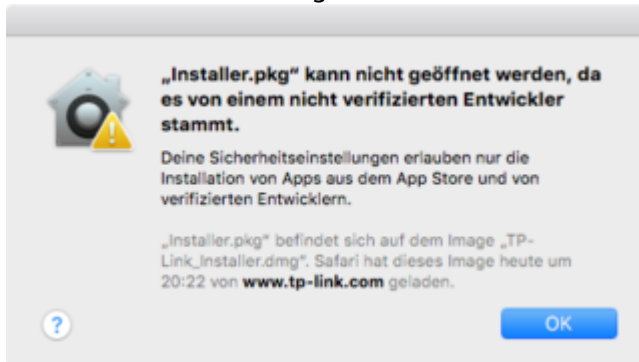 „Installer.pkg“ kann nicht geöffnet werden, da
es von einem nicht verifizierten Entwickler
stammt.
Deine Sicherheitseinstellungen erlauben nur die
Installation von Apps aus dem App Store und von
verifizierten Entwicklern.
„Installer.pkg“ befindet sich auf dem Image „TP-
Link_Installer.dmg“. Safari hat dieses Image heute um
20:22 von www.tp-link.com geladen.
?
OK